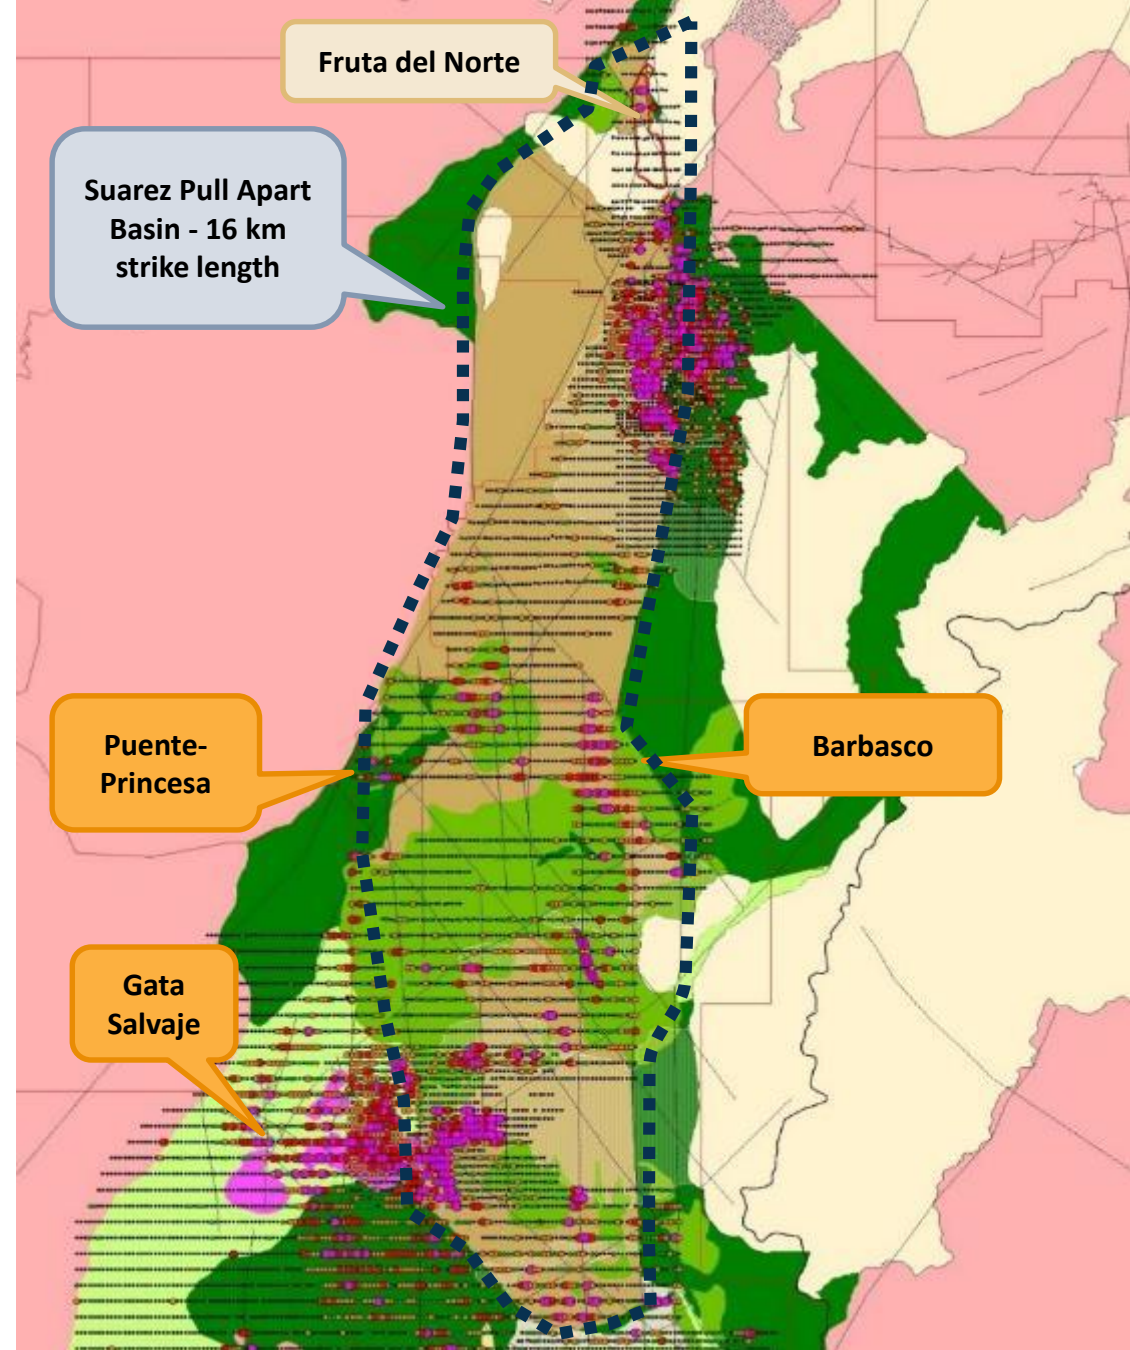 Fruta del Norte
Suarez Pull Apart
Basin - 16 km
strike length
Puente-
Princesa
Barbasco
Gata
Salvaje